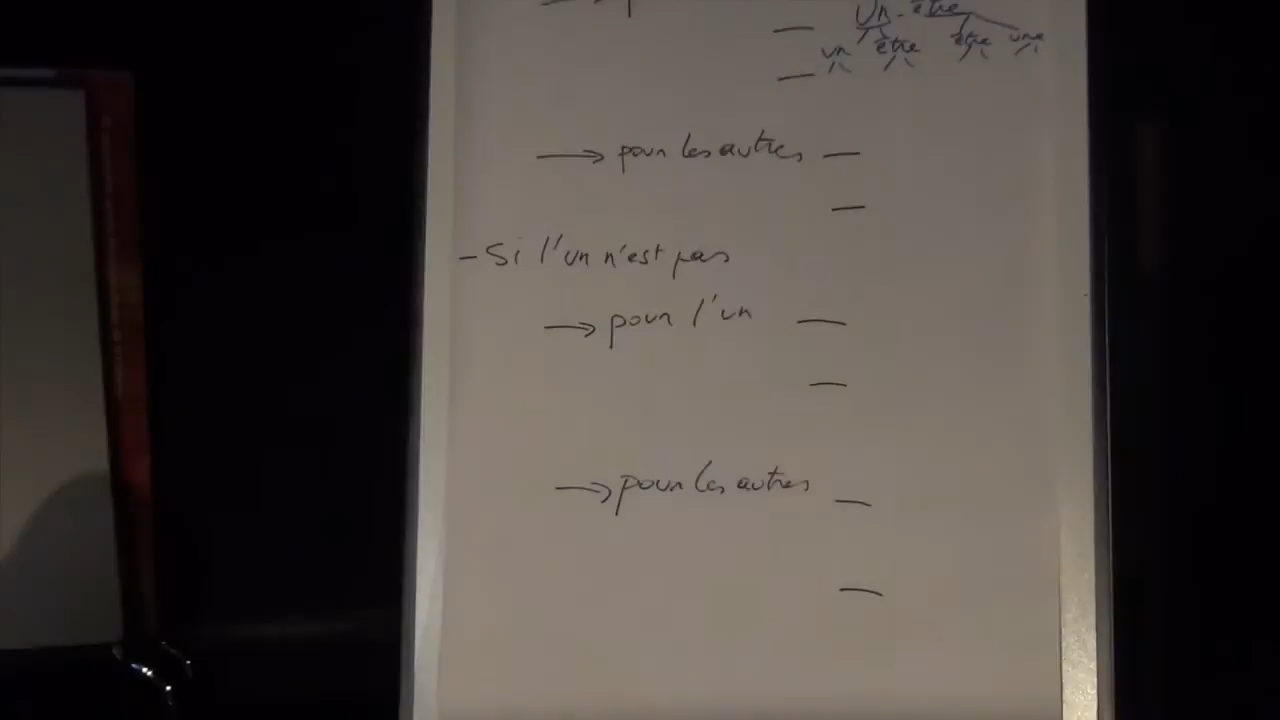 Un - être
un être être une
→ pour les autres —
—
- Si l'un n'est pas
→ pour l'un —
—
→ pour les autres —
—